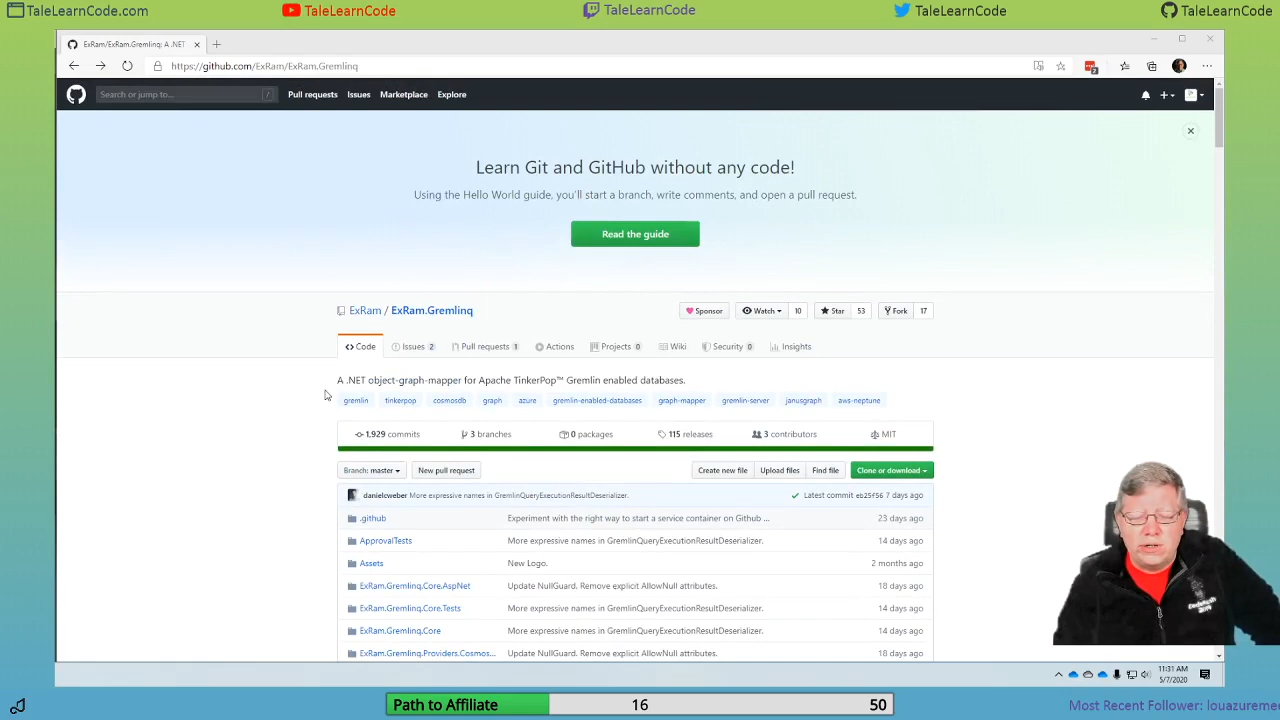 TaleLearnCode.com
TaleLearnCode
TaleLearnCode
TaleLearnCode
TaleLearnCode
ExRam/ExRam.Gremlinq: A .NET
https://github.com/ExRam/ExRam.Gremlinq
2
Search or jump to...
/
Pull requests
Issues
Marketplace
Explore
Learn Git and GitHub without any code!
Using the Hello World guide, you'll start a branch, write comments, and open a pull request.
Read the guide
ExRam / ExRam.Gremlinq
Sponsor
Watch
10
Star
53
Fork
17
Code
Issues 2
Pull requests 1
Actions
Projects 0
Wiki
Security 0
Insights
A .NET object-graph-mapper for Apache TinkerPop™ Gremlin enabled databases.
gremlin tinkerpop cosmosdb graph azure gremlin-enabled-databases graph-mapper gremlin-server janusgraph aws-neptune
1,929 commits
3 branches
0 packages
115 releases
3 contributors
MIT
Branch: master
New pull request
Create new file
Upload files
Find file
Clone or download
danielcweber More expressive names in GremlinQueryExecutionResultDeserializer.
Latest commit eb25f56 7 days ago
.github Experiment with the right way to start a service container on Github ... 23 days ago
ApprovalTests More expressive names in GremlinQueryExecutionResultDeserializer. 14 days ago
Assets New Logo. 2 months ago
ExRam.Gremlinq.Core.AspNet Update NullGuard. Remove explicit AllowNull attributes. 18 days ago
ExRam.Gremlinq.Core.Tests More expressive names in GremlinQueryExecutionResultDeserializer. 14 days ago
ExRam.Gremlinq.Core More expressive names in GremlinQueryExecutionResultDeserializer. 14 days ago
ExRam.Gremlinq.Providers.Cosmos... Update NullGuard. Remove explicit AllowNull attributes. 18 days ago
11:31 AM
5/7/2020
Path to Affiliate
16
50
Most Recent Follower: louazureme